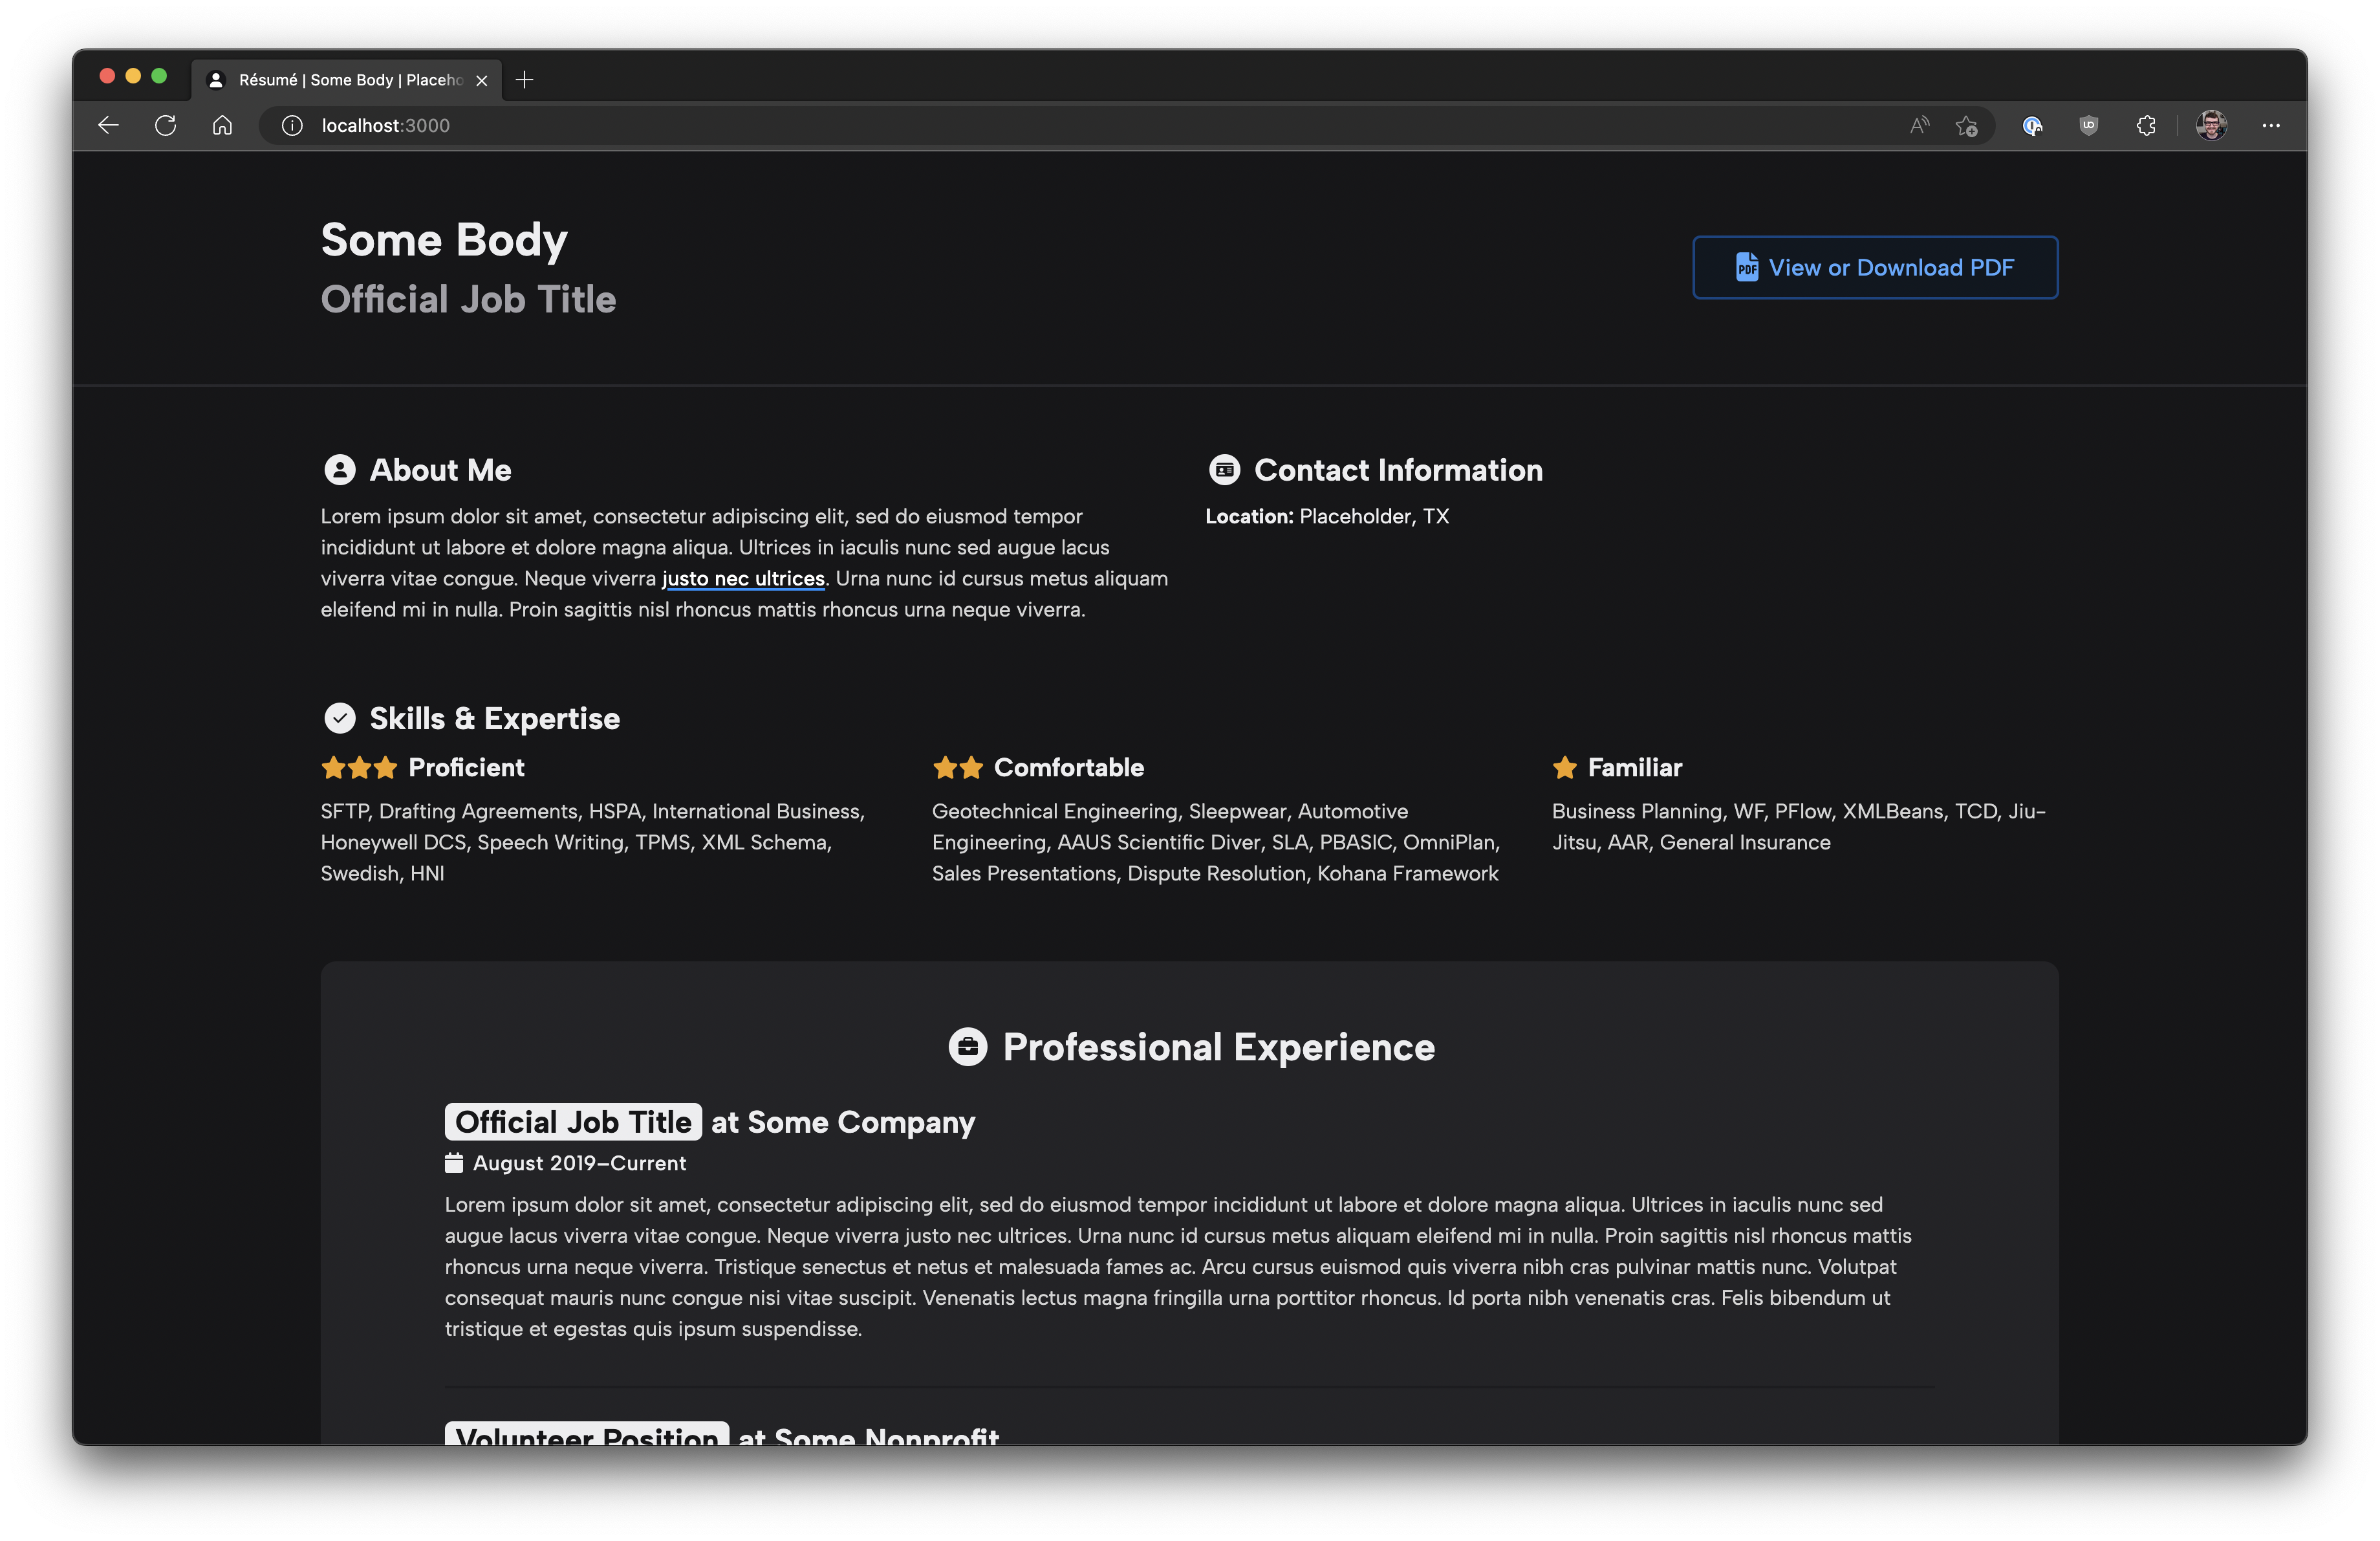 Résumé | Some Body | Placeho
localhost:3000
Some Body
Official Job Title
PDF View or Download PDF
About Me
Lorem ipsum dolor sit amet, consectetur adipiscing elit, sed do eiusmod tempor
incididunt ut labore et dolore magna aliqua. Ultrices in iaculis nunc sed augue lacus
viverra vitae congue. Neque viverra justo nec ultrices. Urna nunc id cursus metus aliquam
eleifend mi in nulla. Proin sagittis nisl rhoncus mattis rhoncus urna neque viverra.
Contact Information
Location: Placeholder, TX
Skills & Expertise
Proficient
SFTP, Drafting Agreements, HSPA, International Business,
Honeywell DCS, Speech Writing, TPMS, XML Schema,
Swedish, HNI
Comfortable
Geotechnical Engineering, Sleepwear, Automotive
Engineering, AAUS Scientific Diver, SLA, PBASIC, OmniPlan,
Sales Presentations, Dispute Resolution, Kohana Framework
Familiar
Business Planning, WF, PFlow, XMLBeans, TCD, Jiu-
Jitsu, AAR, General Insurance
Professional Experience
Official Job Title at Some Company
August 2019–Current
Lorem ipsum dolor sit amet, consectetur adipiscing elit, sed do eiusmod tempor incididunt ut labore et dolore magna aliqua. Ultrices in iaculis nunc sed
augue lacus viverra vitae congue. Neque viverra justo nec ultrices. Urna nunc id cursus metus aliquam eleifend mi in nulla. Proin sagittis nisl rhoncus mattis
rhoncus urna neque viverra. Tristique senectus et netus et malesuada fames ac. Arcu cursus euismod quis viverra nibh cras pulvinar mattis nunc. Volutpat
consequat mauris nunc congue nisi vitae suscipit. Venenatis lectus magna fringilla urna porttitor rhoncus. Id porta nibh venenatis cras. Felis bibendum ut
tristique et egestas quis ipsum suspendisse.
Volunteer Position at Some Nonprofit